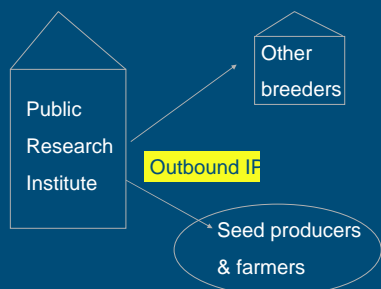 Other
breeders
Public
Research
Institute
Outbound IP
Seed producers
& farmers